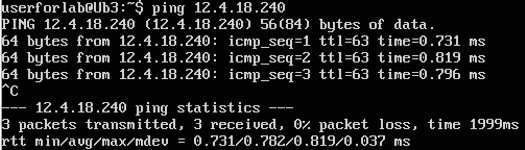 userforlab@Ub3:~$ ping 12.4.18.240
PING 12.4.18.240 (12.4.18.240) 56(84) bytes of data.
64 bytes from 12.4.18.240: icmp_seq=1 ttl=63 time=0.731 ms
64 bytes from 12.4.18.240: icmp_seq=2 ttl=63 time=0.819 ms
64 bytes from 12.4.18.240: icmp_seq=3 ttl=63 time=0.796 ms
^C
--- 12.4.18.240 ping statistics ---
3 packets transmitted, 3 received, 0% packet loss, time 1999ms
rtt min/avg/max/mdev = 0.731/0.782/0.819/0.037 ms